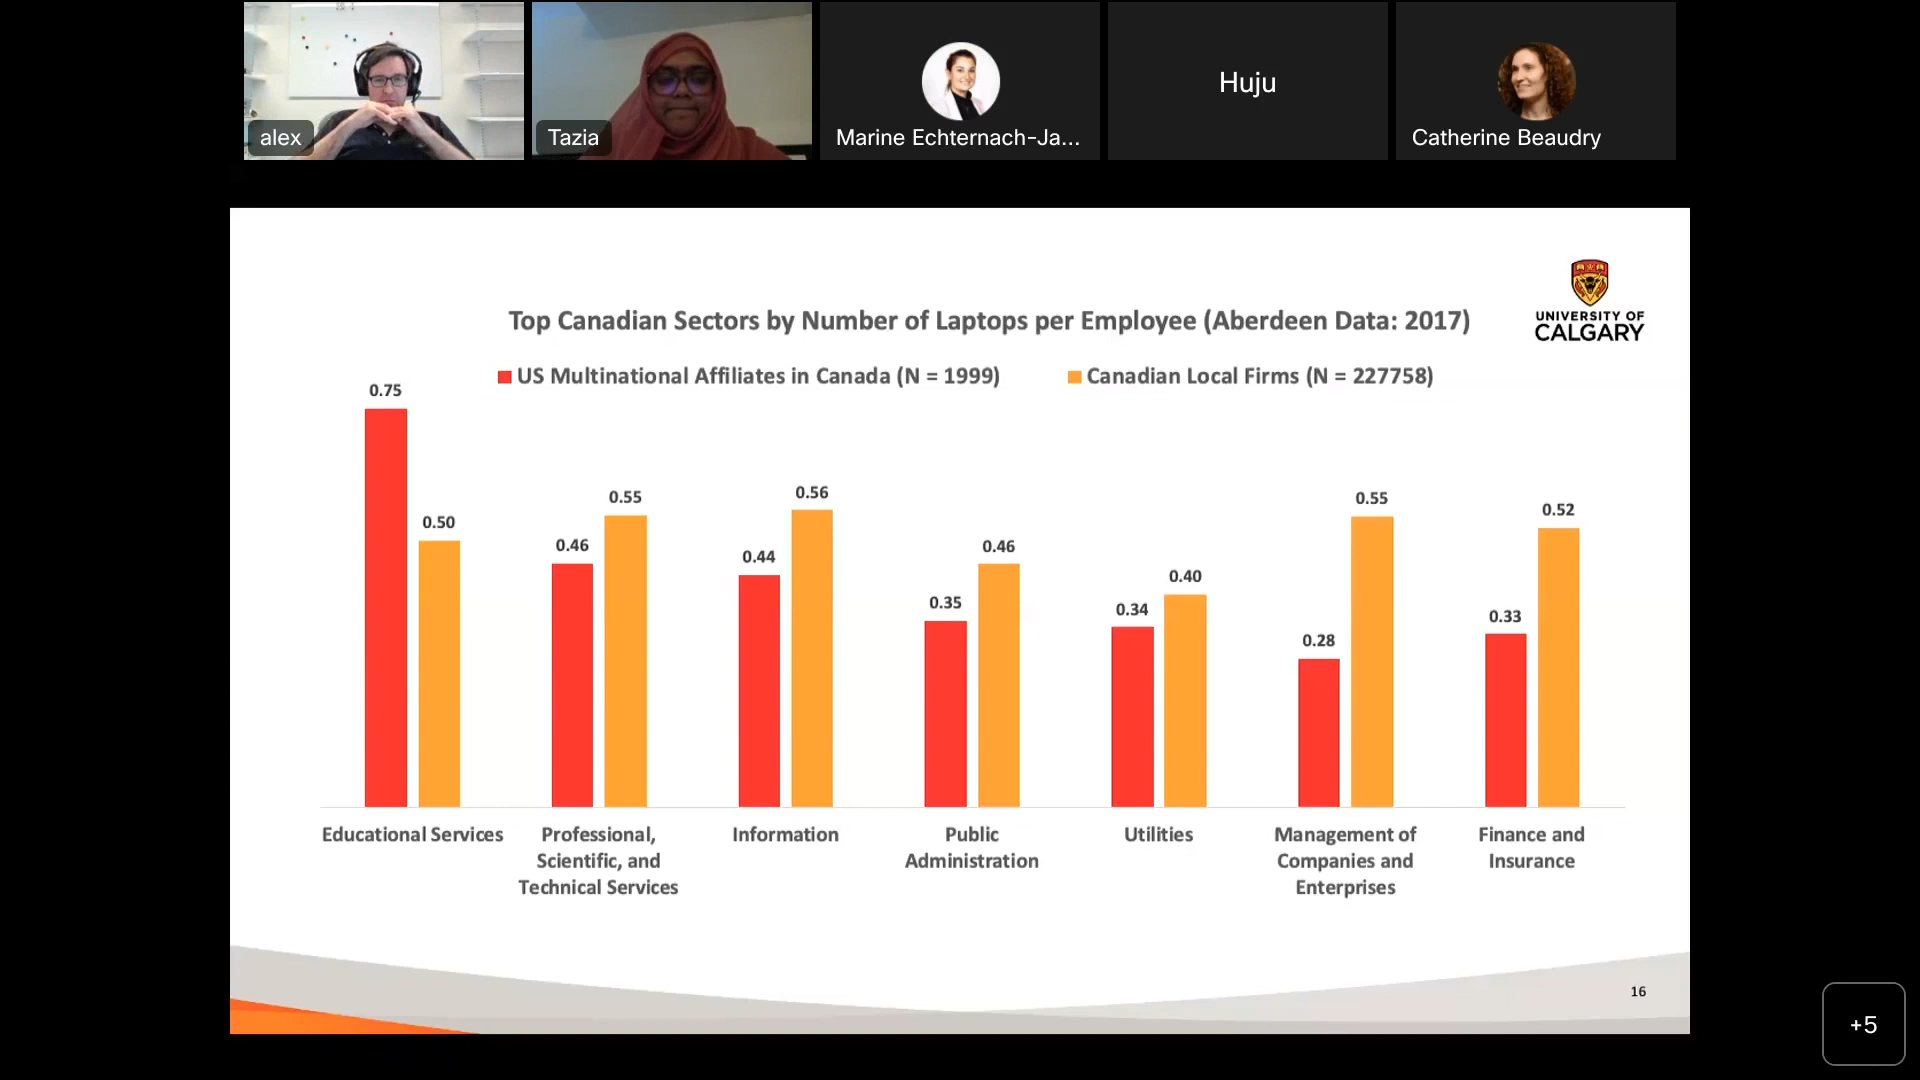 alex
Tazia
Marine Echternach-Ja...
Huju
Catherine Beaudry
UNIVERSITY OF
CALGARY
Top Canadian Sectors by Number of Laptops per Employee (Aberdeen Data: 2017)
US Multinational Affiliates in Canada (N = 1999)
Canadian Local Firms (N = 227758)
0.75
0.50
0.46
0.55
0.44
0.56
0.35
0.46
0.34
0.40
0.28
0.55
0.33
0.52
Educational Services
Professional,
Scientific, and
Technical Services
Information
Public
Administration
Utilities
Management of
Companies and
Enterprises
Finance and
Insurance
16
+5